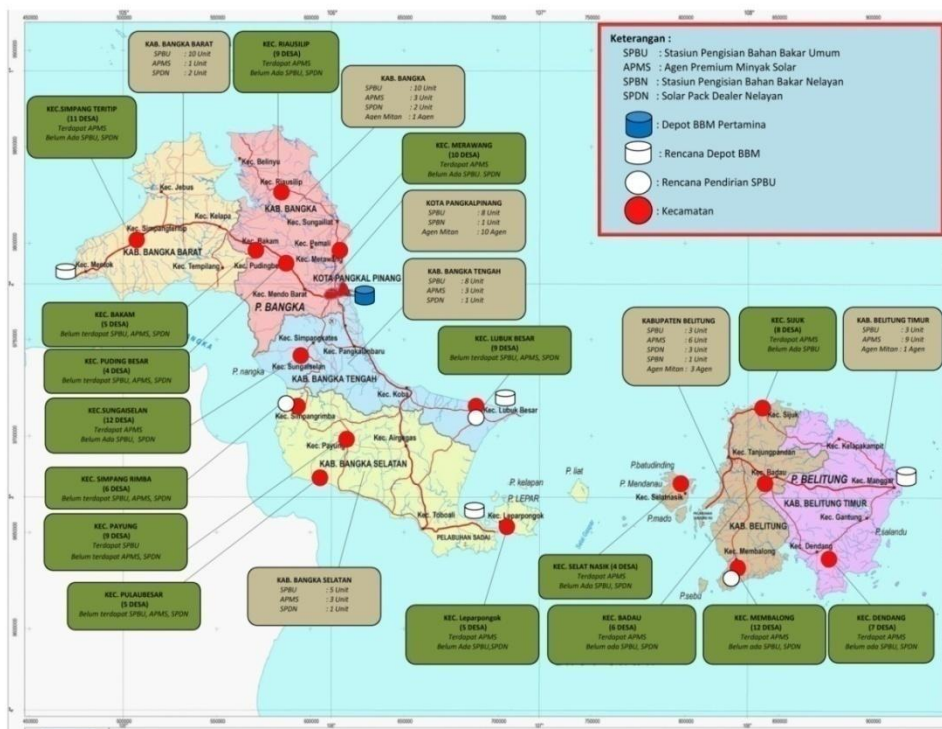 Keterangan :
SPBU : Stasiun Pengisian Bahan Bakar Umum
APMS : Agen Premium Minyak Solar
SPBN : Stasiun Pengisian Bahan Bakar Nelayan
SPDN : Solar Pack Dealer Nelayan
: Depot BBM Pertamina
: Rencana Depot BBM
: Rencana Pendirian SPBU
: Kecamatan
KAB. BANGKA BARAT
SPBU : 10 Unit
APMS : 1 Unit
SPDN : 2 Unit
KEC. RIAUSILIP
(9 DESA)
Terdapat APMS
Belum Ada SPBU, SPDN
KAB. BANGKA
SPBU : 10 Unit
APMS : 3 Unit
SPDN : 2 Unit
Agen Mitan : 1 Agen
KEC.SIMPANG TERITIP
(11 DESA)
Terdapat APMS
Belum Ada SPBU, SPDN
KEC. MERAWANG
(10 DESA)
Terdapat APMS
Belum Ada SPBU. SPDN
KOTA PANGKALPINANG
SPBU : 8 Unit
SPBN : 1 Unit
Agen Mitan : 10 Agen
KAB. BANGKA TENGAH
SPBU : 8 Unit
APMS : 3 Unit
SPDN : 1 Unit
KEC. BAKAM
(5 DESA)
Belum terdapat SPBU, APMS, SPDN
KEC. PUDING BESAR
(4 DESA)
Belum terdapat SPBU, APMS, SPDN
KEC.SUNGAISELAN
(12 DESA)
Terdapat APMS
Belum Ada SPBU, SPDN
KEC. SIMPANG RIMBA
(6 DESA)
Belum terdapat SPBU, APMS, SPDN
KEC. PAYUNG
(9 DESA)
Terdapat SPBU
Belum terdapat APMS, SPDN
KEC. PULAUBESAR
(5 DESA)
Belum terdapat SPBU, APMS, SPDN
KEC. LUBUK BESAR
(9 DESA)
Belum terdapat SPBU, APMS, SPDN
KABUPATEN BELITUNG
SPBU : 3 Unit
APMS : 6 Unit
SPDN : 3 Unit
SPBN : 1 Unit
Agen Mitan : 3 Agen
KEC. SIJUK
(8 DESA)
Terdapat APMS
Belum Ada SPBU
KAB. BELITUNG TIMUR
SPBU : 3 Unit
APMS : 9 Unit
Agen Mitan : 1 Agen
KAB. BANGKA SELATAN
SPBU : 5 Unit
APMS : 3 Unit
SPDN : 1 Unit
KEC. Leparpongok
(5 DESA)
Terdapat APMS
Belum Ada SPBU,SPDN
KEC. SELAT NASIK (4 DESA)
Terdapat APMS
Belum Ada SPBU, SPDN
KEC. BADAU
(6 DESA)
Terdapat APMS
Belum ada SPBU, SPDN
KEC. MEMBALONG
(12 DESA)
Terdapat APMS
Belum ada SPBU, SPDN
KEC. DENDANG
(7 DESA)
Terdapat APMS
Belum ada SPBU, SPDN
Kec. Belinyu
Kec. Riausilip
Kec. Jebus
KAB. BANGKA
Kec. Kelapa
Kec. Sungailiat
Kec. Simpangteritip
KAB. BANGKA BARAT
Kec. Bakam
Kec. Pemali
Kec. Mentok
Kec. Tempilang
Kec. Merawang
KOTA PANGKAL PINANG
Kec. Mendo Barat
P. BANGKA
Kec. Simpangkates
Kec. Pangkalanbaru
P. nangka
Kec. Sungaiselan
KAB. BANGKA TENGAH
Kec. Koba
Kec. Lubuk Besar
Kec. Simpangrimba
Kec. Payung
Kec. Airgegas
KAB. BANGKA SELATAN
P. kelapan
P. liat
P. LEPAR
Kec. Toboali
Kec. Leparpongok
PELABUHAN SADAI
P.batudinding
P. Mendanau
Kec. Selatnasik
P.mado
Kec. Sijuk
Kec. Tanjungpandan
Kec. Kelapakampit
Kec. Badau
P. BELITUNG
Kec. Manggar
KAB. BELITUNG TIMUR
Kec. Gantung
KAB. BELITUNG
P.salandu
Kec. Membalong
Kec. Dendang
P.sebu